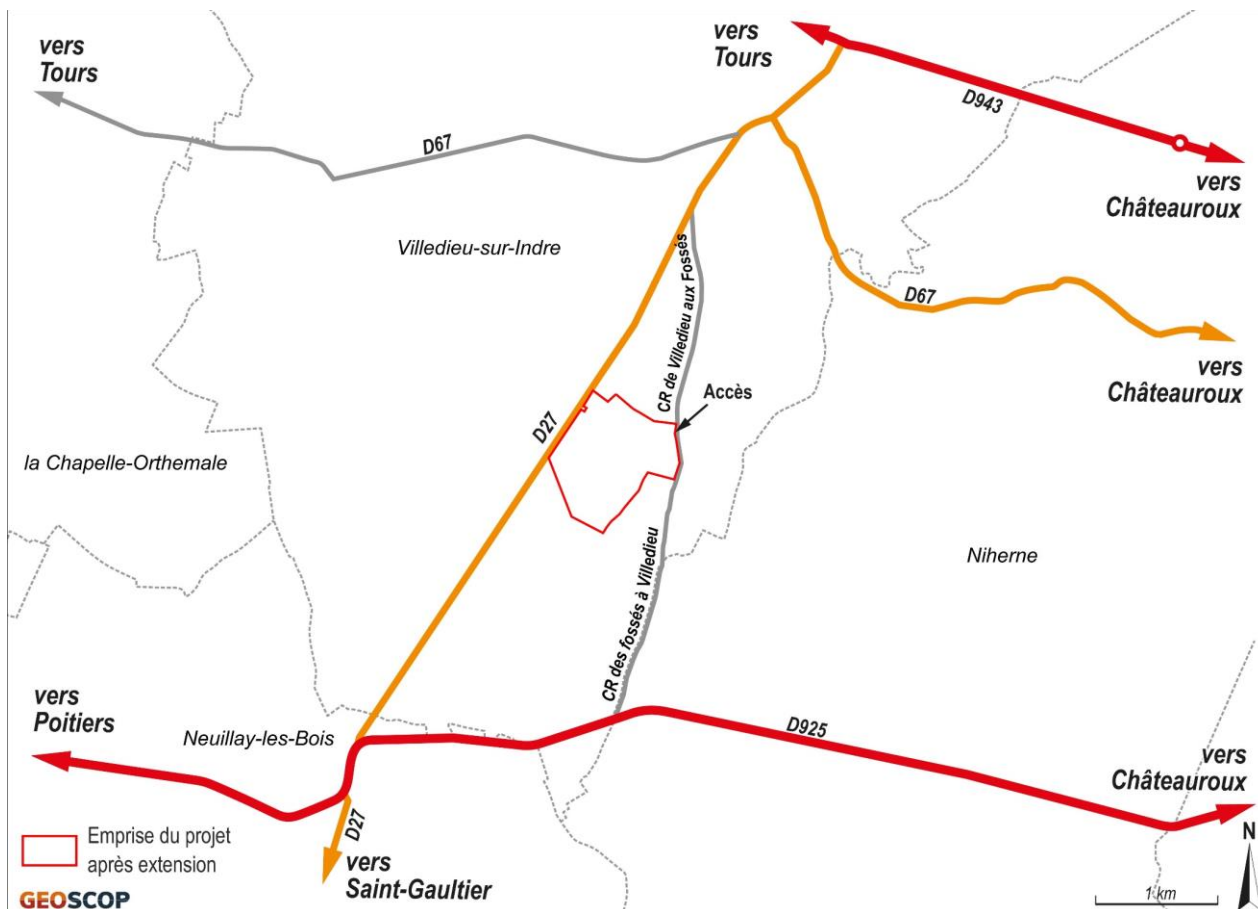 vers
Tours
vers
Tours
D943
D67
vers
Châteauroux
Villedieu-sur-Indre
CR de Villedieu aux Fossés
D67
vers
Châteauroux
Accès
D27
la Chapelle-Orthemale
Niherne
CR des fossés à Villedieu
vers
Poitiers
Neuillay-les-Bois
D925
vers
Châteauroux
D27
vers
Saint-Gaultier
Emprise du projet
après extension
GEOSCOP
1 km
N